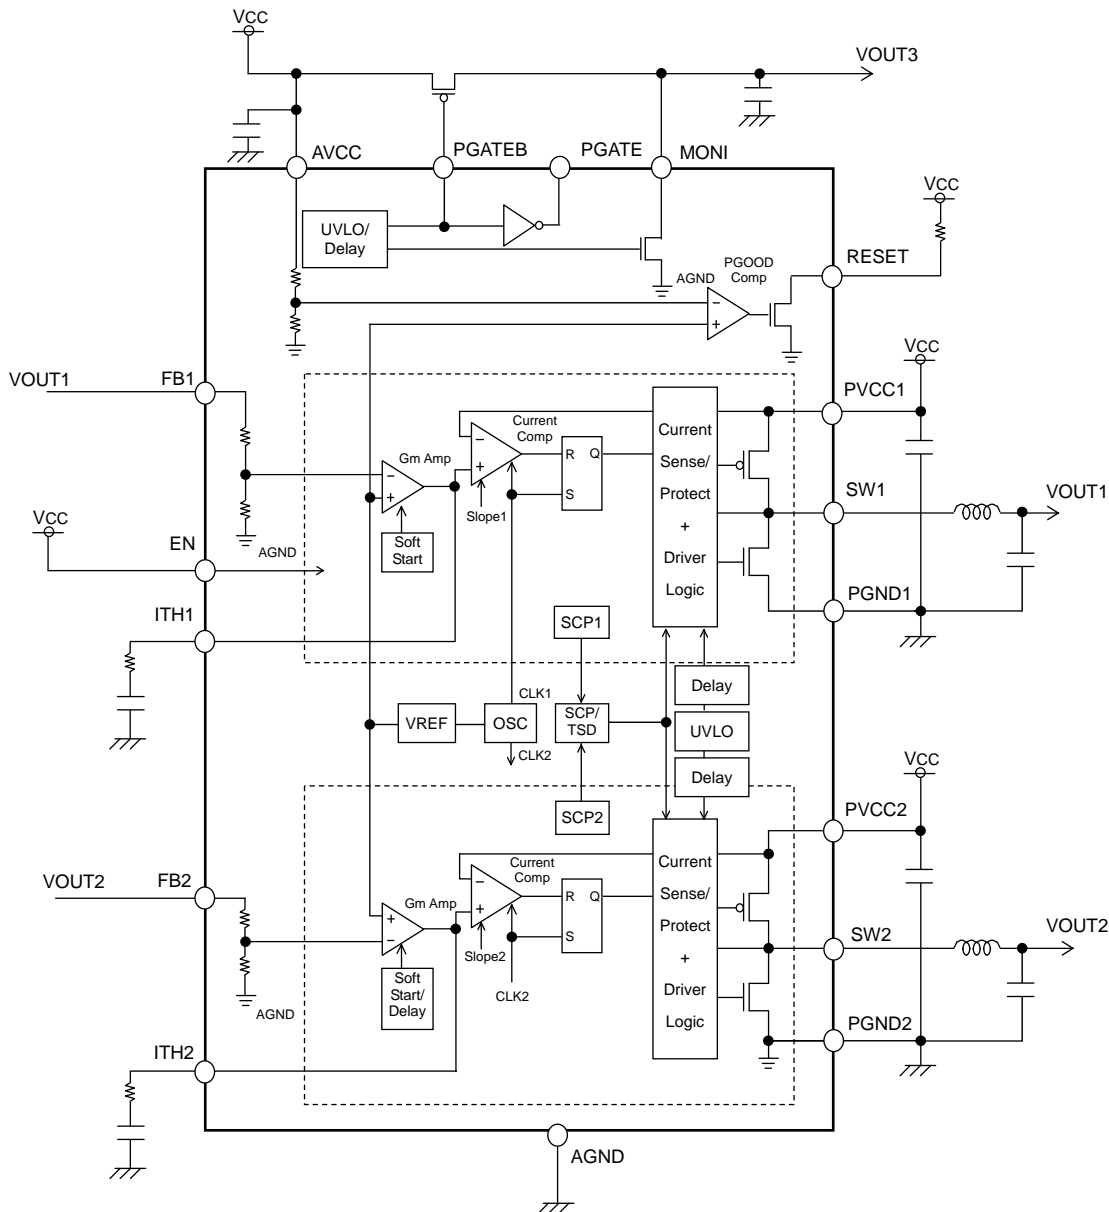 VCC
VOUT3
AVCC
PGATEB
PGATE
MONI
VCC
UVLO/
Delay
RESET
AGND
PGOOD
Comp
−
+
VCC
FB1
VOUT1
PVCC1
Current
Comp
−
+
Gm Amp
−
+
R
Q
S
Slope1
Soft
Start
Current
Sense/
Protect
+
Driver
Logic
SW1
VOUT1
VCC
EN
AGND
ITH1
PGND1
SCP1
Delay
CLK1
VREF
OSC
SCP/
TSD
UVLO
CLK2
Delay
VCC
SCP2
PVCC2
VOUT2
FB2
Current
Comp
−
+
Gm Amp
+
−
R
Q
S
Slope2
CLK2
Soft
Start/
Delay
AGND
Current
Sense/
Protect
+
Driver
Logic
SW2
VOUT2
PGND2
ITH2
AGND